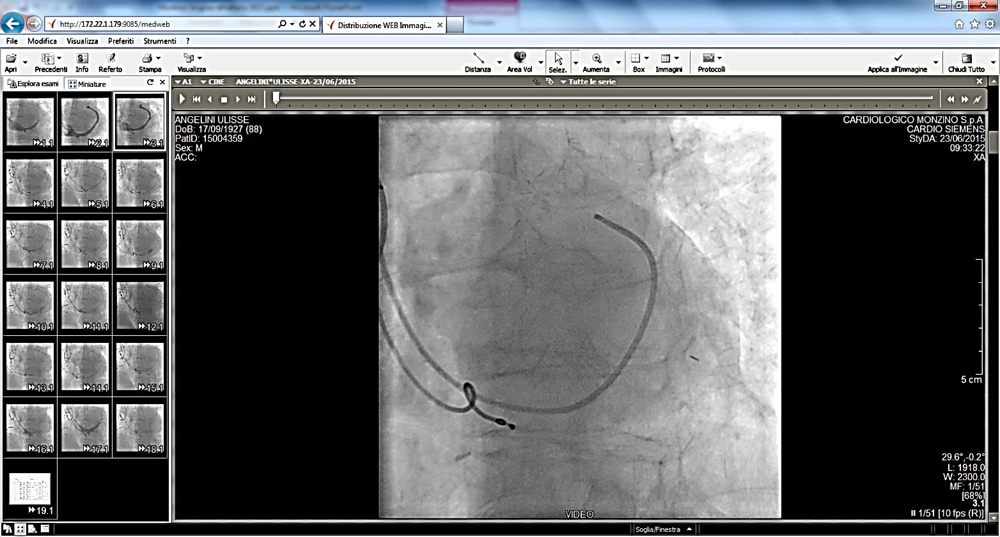 http://172.22.1.179:9085/medweb
Distribuzione WEB Immagi...
File Modifica Visualizza Preferiti Strumenti ?
Apri Precedenti Info Referto Stampa Visualizza Distanza Area Vol Selez. Aumenta Box Immagini Protocolli Applica all'Immagine Chiudi Tutto
Esplora esami Miniature
A1 CINE ANGELINI*ULISSE-XA-23/06/2015 Tutte le serie
1.1 2.1 3.1
4.1 5.1 6.1
7.1 8.1 9.1
10.1 11.1 12.1
13.1 14.1 15.1
16.1 17.1 18.1
19.1
ANGELINI ULISSE
DoB: 17/09/1927 (88)
PatID: 15004359
Sex: M
ACC:
CARDIOLOGICO MONZINO S.p.A.
CARDIO SIEMENS
StyDA: 23/06/2015
09:33:22
XA
5 cm
29.6°,-0.2°
L: 1918.0
W: 2300.0
MF: 1/51
[68%]
3.1
1/51 [10 fps (R)]
VIDEO
Soglia/Finestra